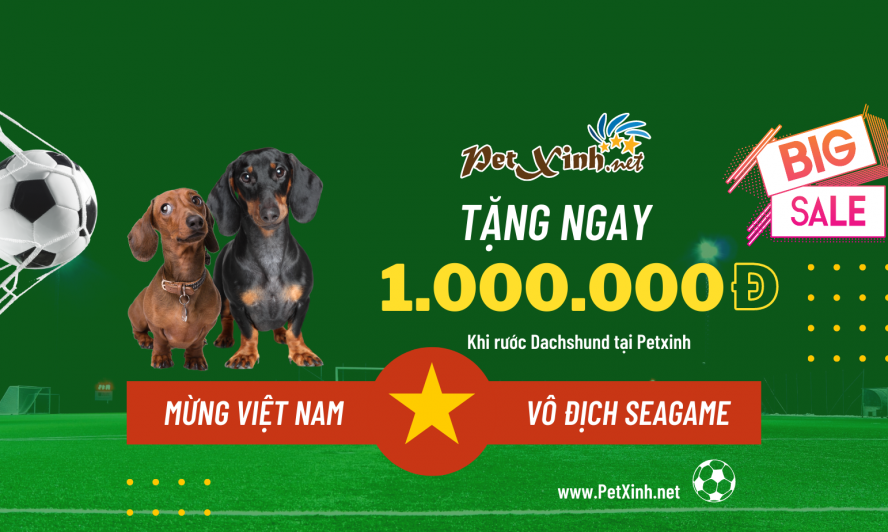 PetXinh.net
BIG
SALE
TẶNG NGAY
1.000.000Đ
Khi rước Dachshund tại Petxinh
MỪNG VIỆT NAM
VÔ ĐỊCH SEAGAME
www.PetXinh.net